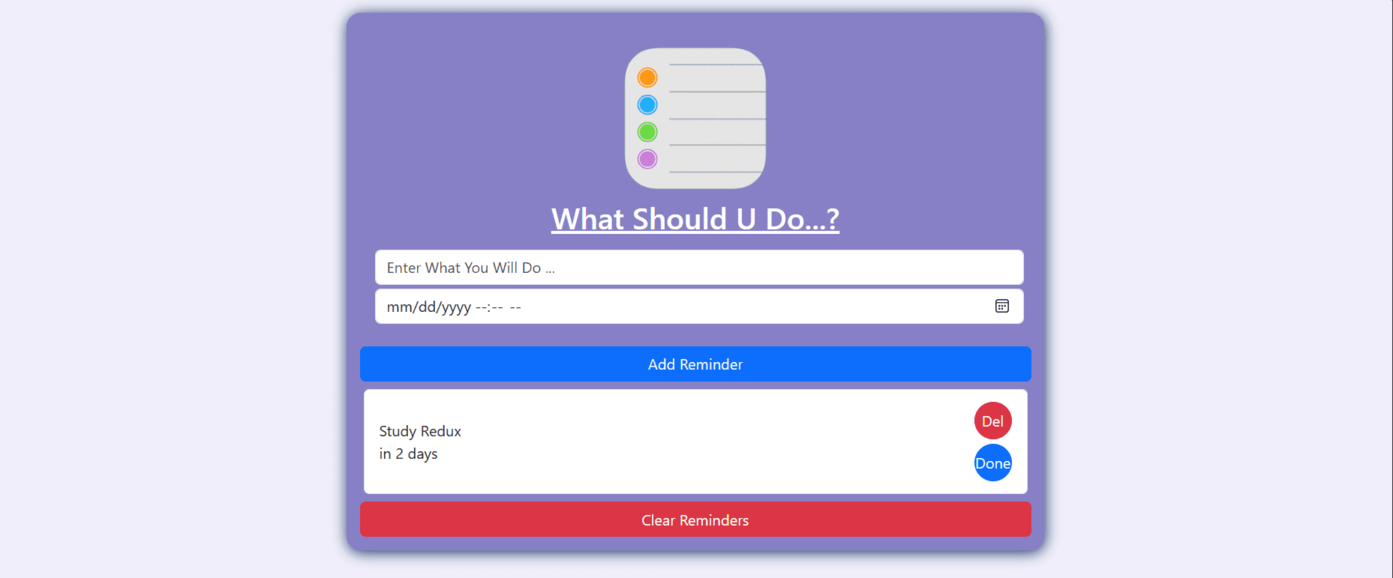 What Should U Do...?
Enter What You Will Do ...
mm/dd/yyyy --:-- --
Add Reminder
Del
Study Redux
in 2 days
Done
Clear Reminders